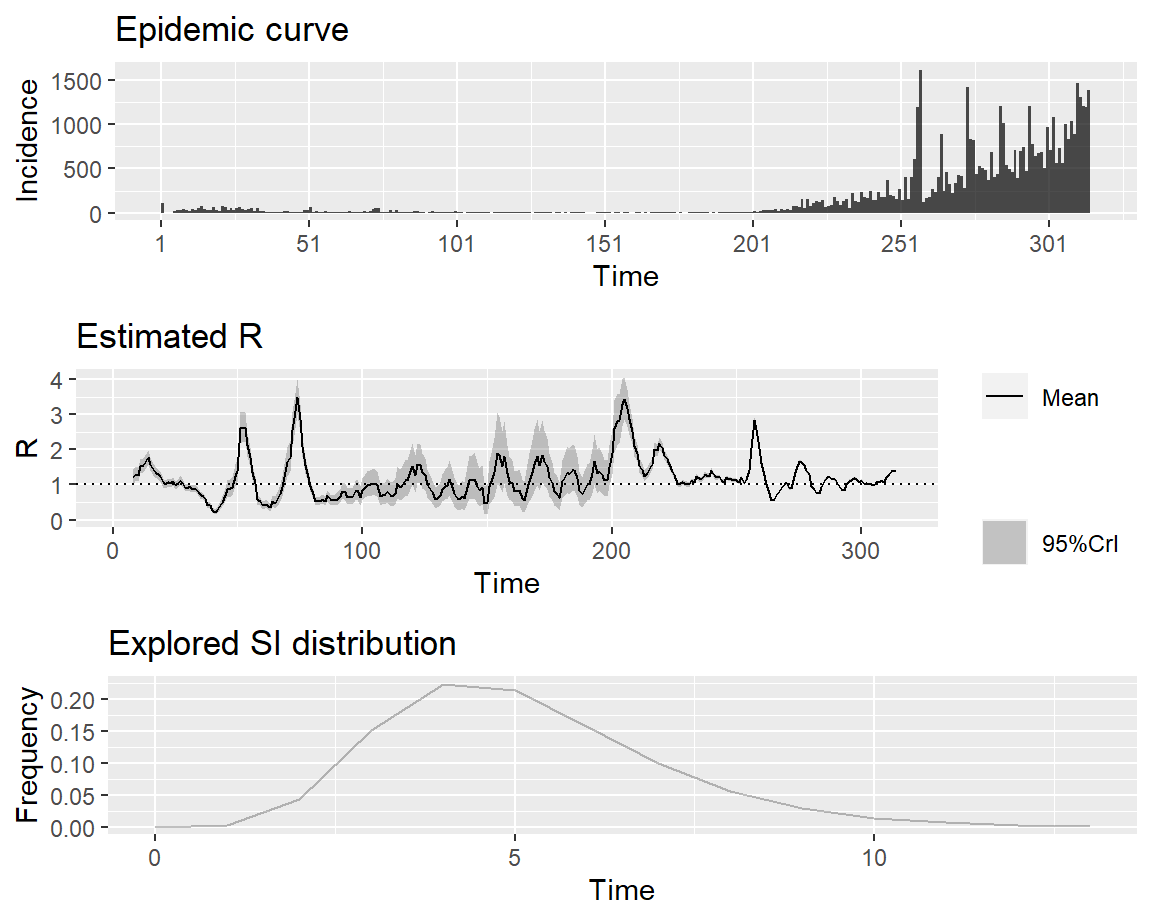 Epidemic curve
Incidence
1500
1000
500
0
1 51 101 151 201 251 301
Time
Estimated R
R
4
3
2
1
0
0 100 200 300
Time
Mean
95%CrI
Explored SI distribution
Frequency
0.20
0.15
0.10
0.05
0.00
0 5 10
Time